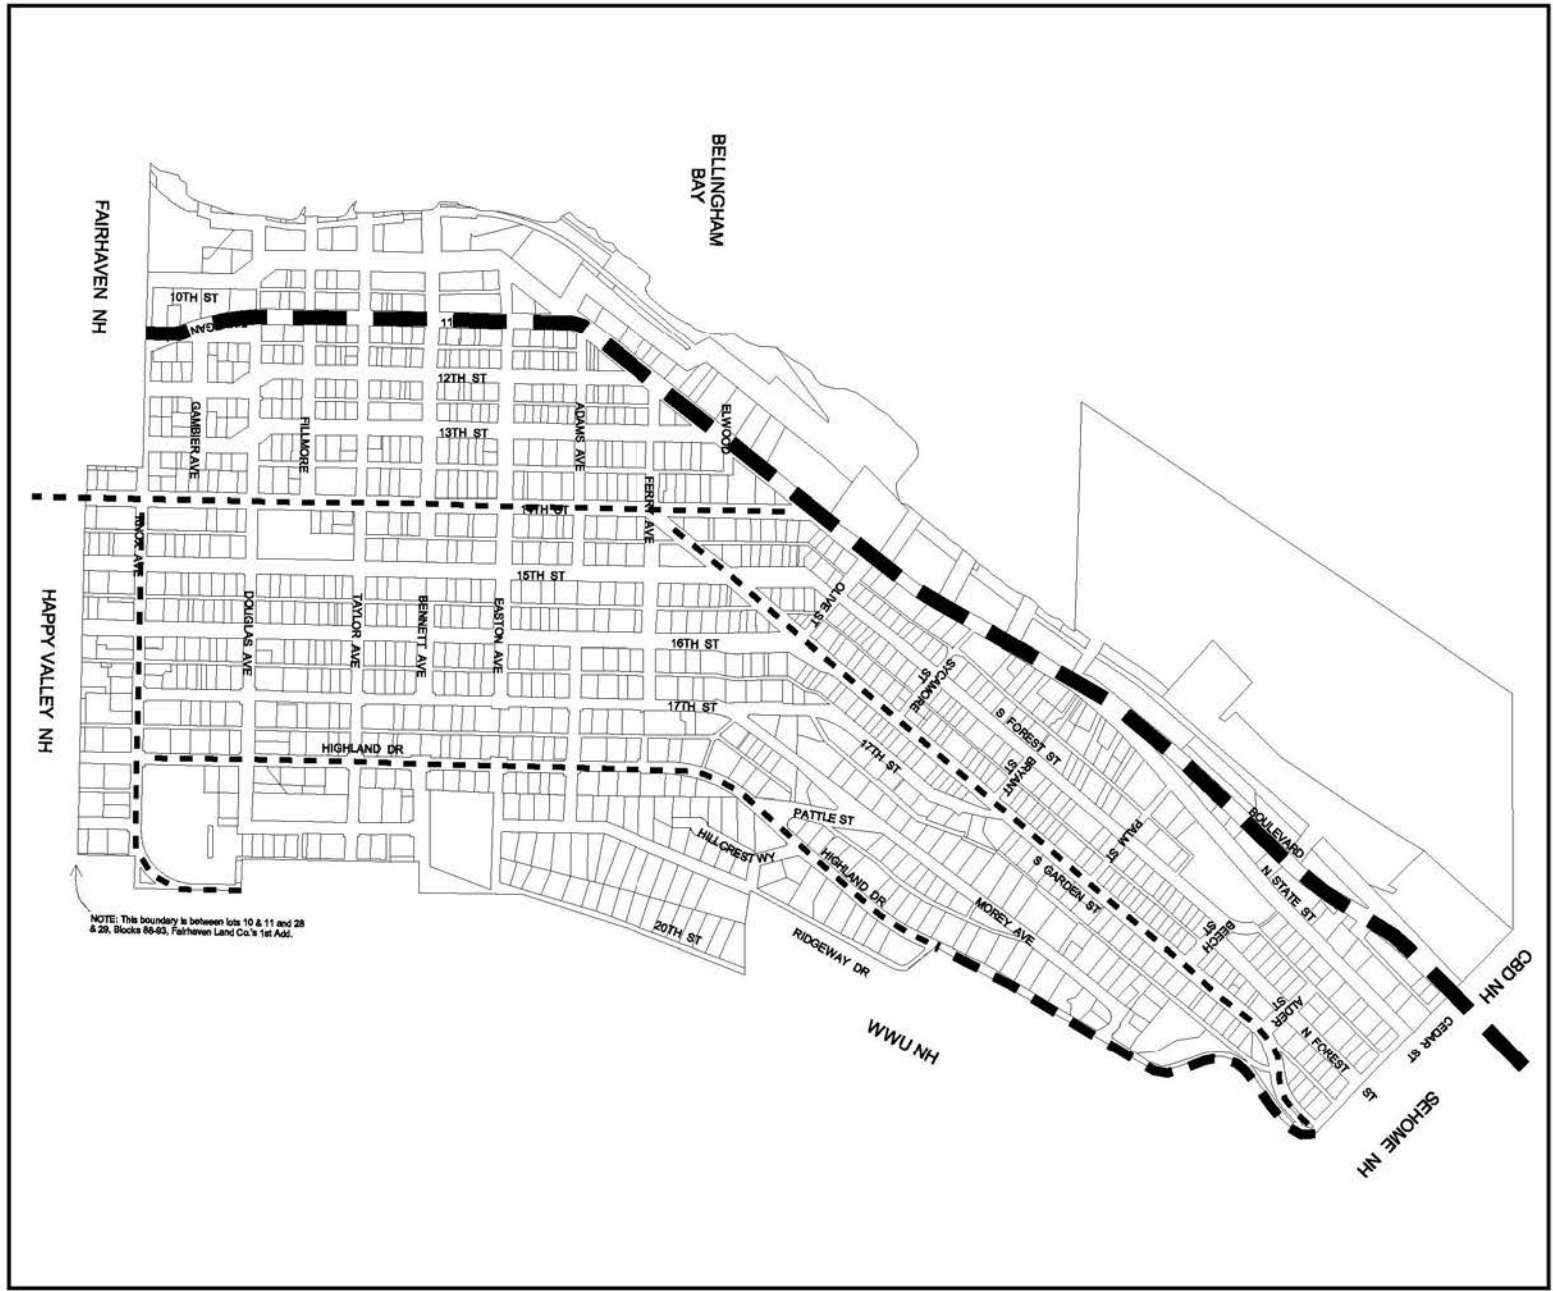 BELLINGHAM
BAY
FAIRHAVEN NH
10TH ST
11
12TH ST
13TH ST
GAMBIER AVE
FILLMORE
ADAMS AVE
ELWOOD
FERRY AVE
14TH ST
KNOX AVE
15TH ST
HAPPY VALLEY NH
DOUGLAS AVE
TAYLOR AVE
BENNETT AVE
EASTON AVE
OLIVE ST
16TH ST
SYCAMORE
ST
17TH ST
S FOREST ST
HIGHLAND DR
17TH ST
BRYANT
ST
PATTLE ST
PALM ST
BOULEVARD
HILLCREST WY
HIGHLAND DR
S GARDEN ST
N STATE ST
MOREY AVE
NOTE: This boundary is between lots 10 & 11 and 28
& 29, Blocks 88-93, Fairhaven Land Co.'s 1st Add.
20TH ST
RIDGEWAY DR
BEECH
ST
CBD NH
ALDER
ST
WWU NH
N FOREST ST
CEDAR ST
SEHOME NH